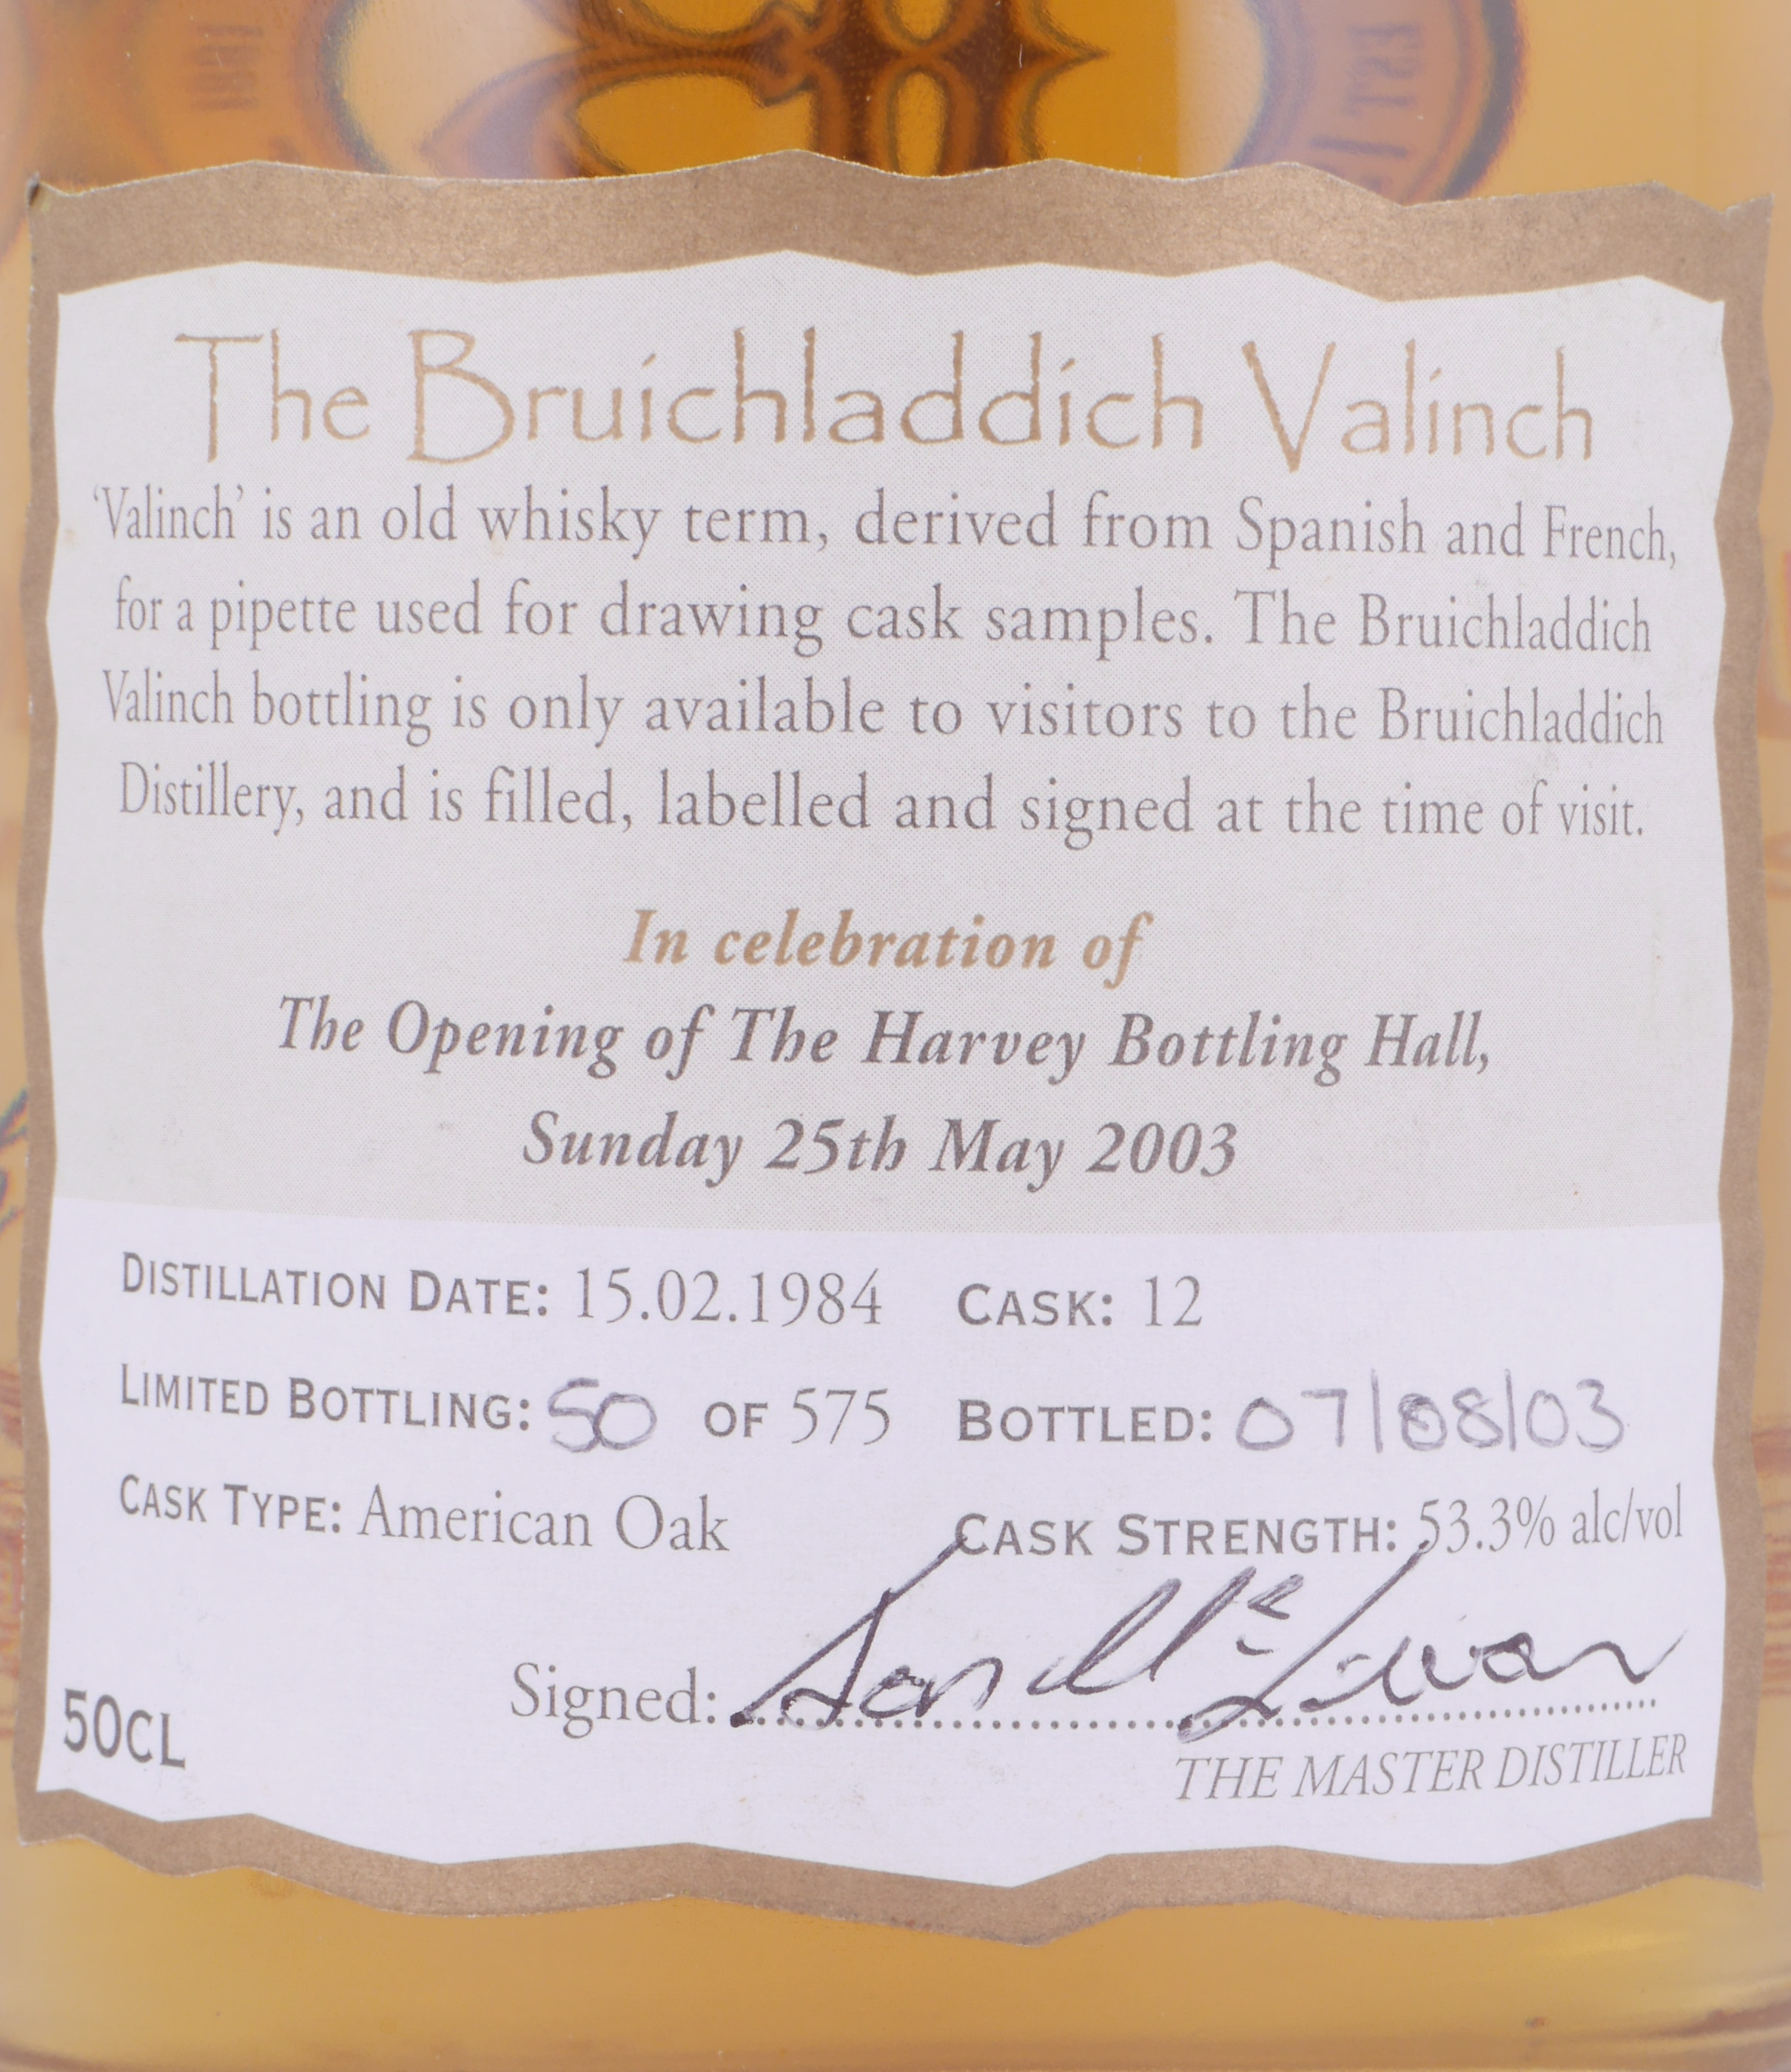 The Bruichladdich Valinch
'Valinch' is an old whisky term, derived from Spanish and French,
for a pipette used for drawing cask samples. The Bruichladdich
Valinch bottling is only available to visitors to the Bruichladdich
Distillery, and is filled, labelled and signed at the time of visit.
In celebration of
The Opening of The Harvey Bottling Hall,
Sunday 25th May 2003
DISTILLATION DATE: 15.02.1984 CASK: 12
LIMITED BOTTLING: 50 OF 575 BOTTLED: 07/08/03
CASK TYPE: American Oak CASK STRENGTH: 53.3% alc/vol
Signed:
50CL
THE MASTER DISTILLER